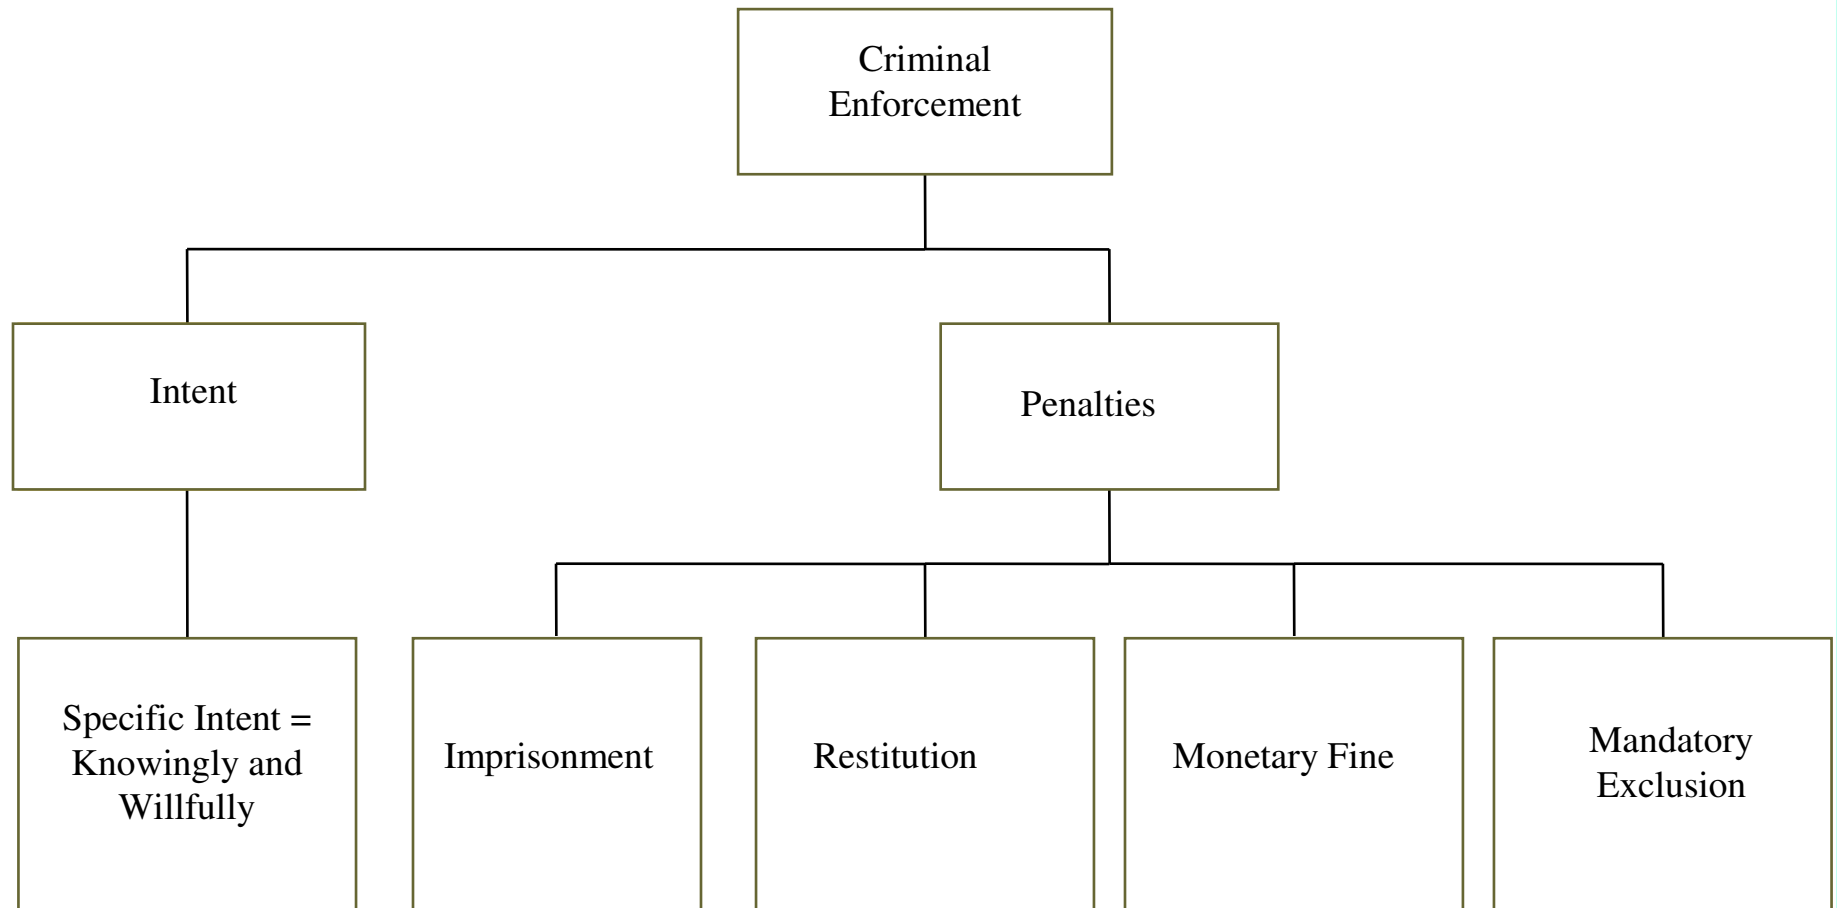 Criminal
Enforcement
Intent
Penalties
Specific Intent =
Knowingly and
Willfully
Imprisonment
Restitution
Monetary Fine
Mandatory
Exclusion